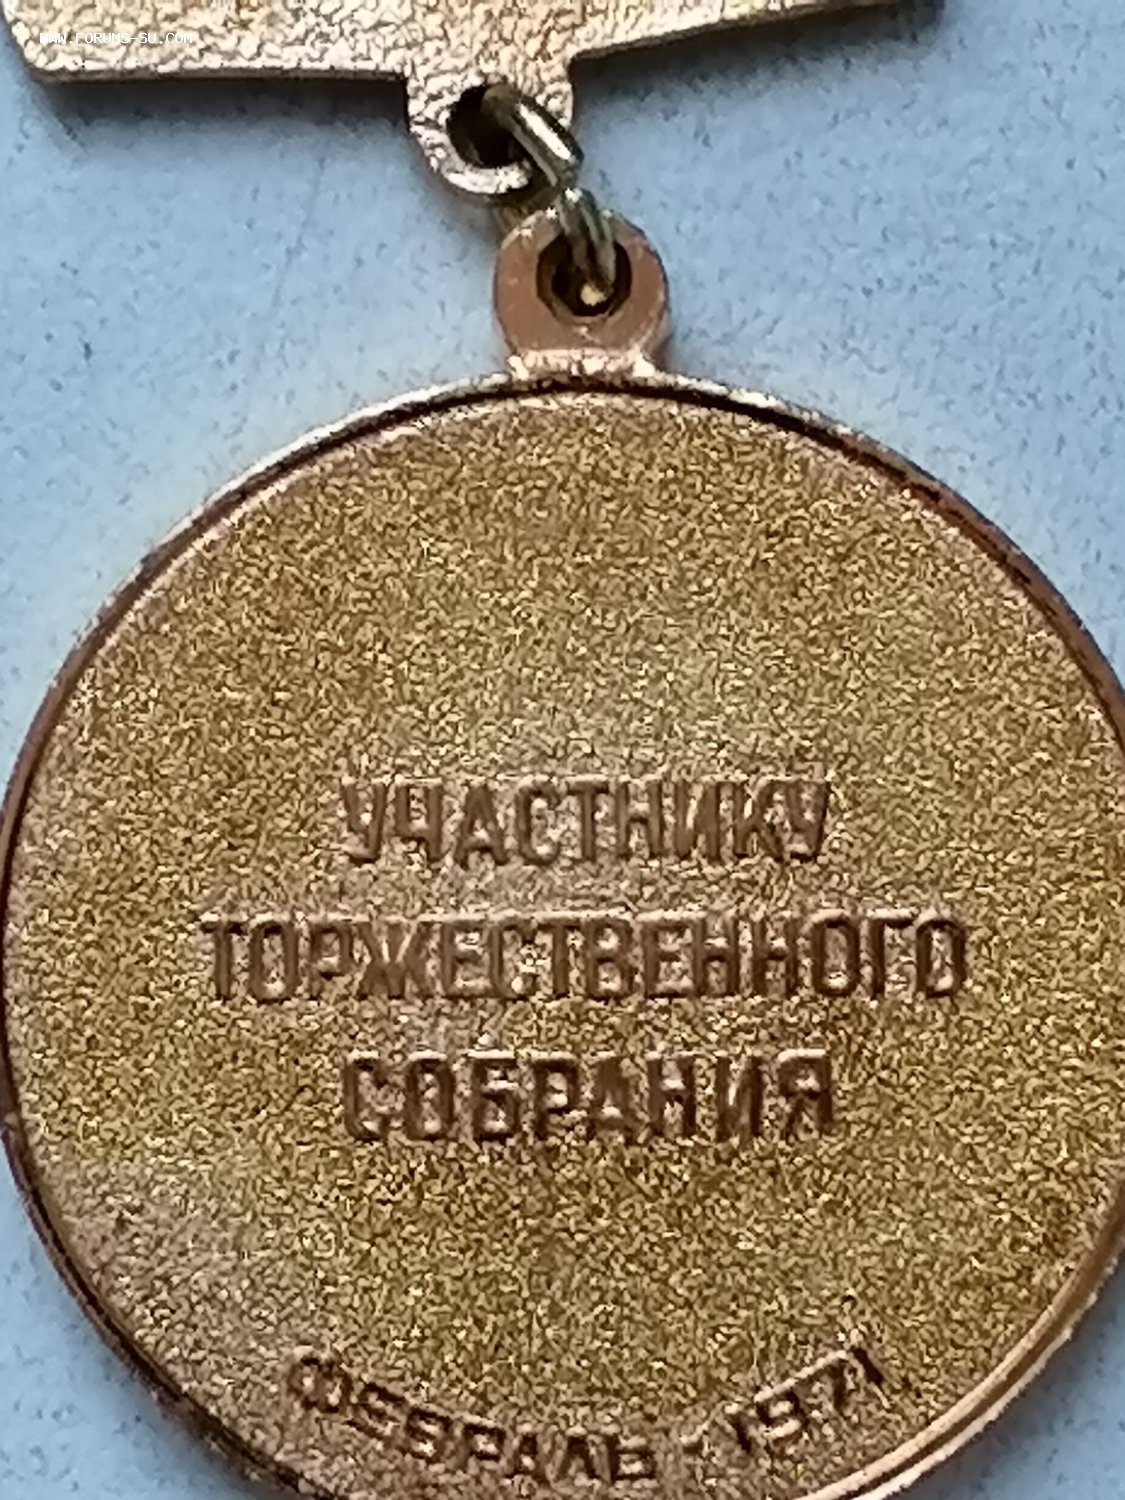 WWW.FORUMS-SU.COM
УЧАСТНИКУ
ТОРЖЕСТВЕННОГО
СОБРАНИЯ
ФЕВРАЛЬ · 1971